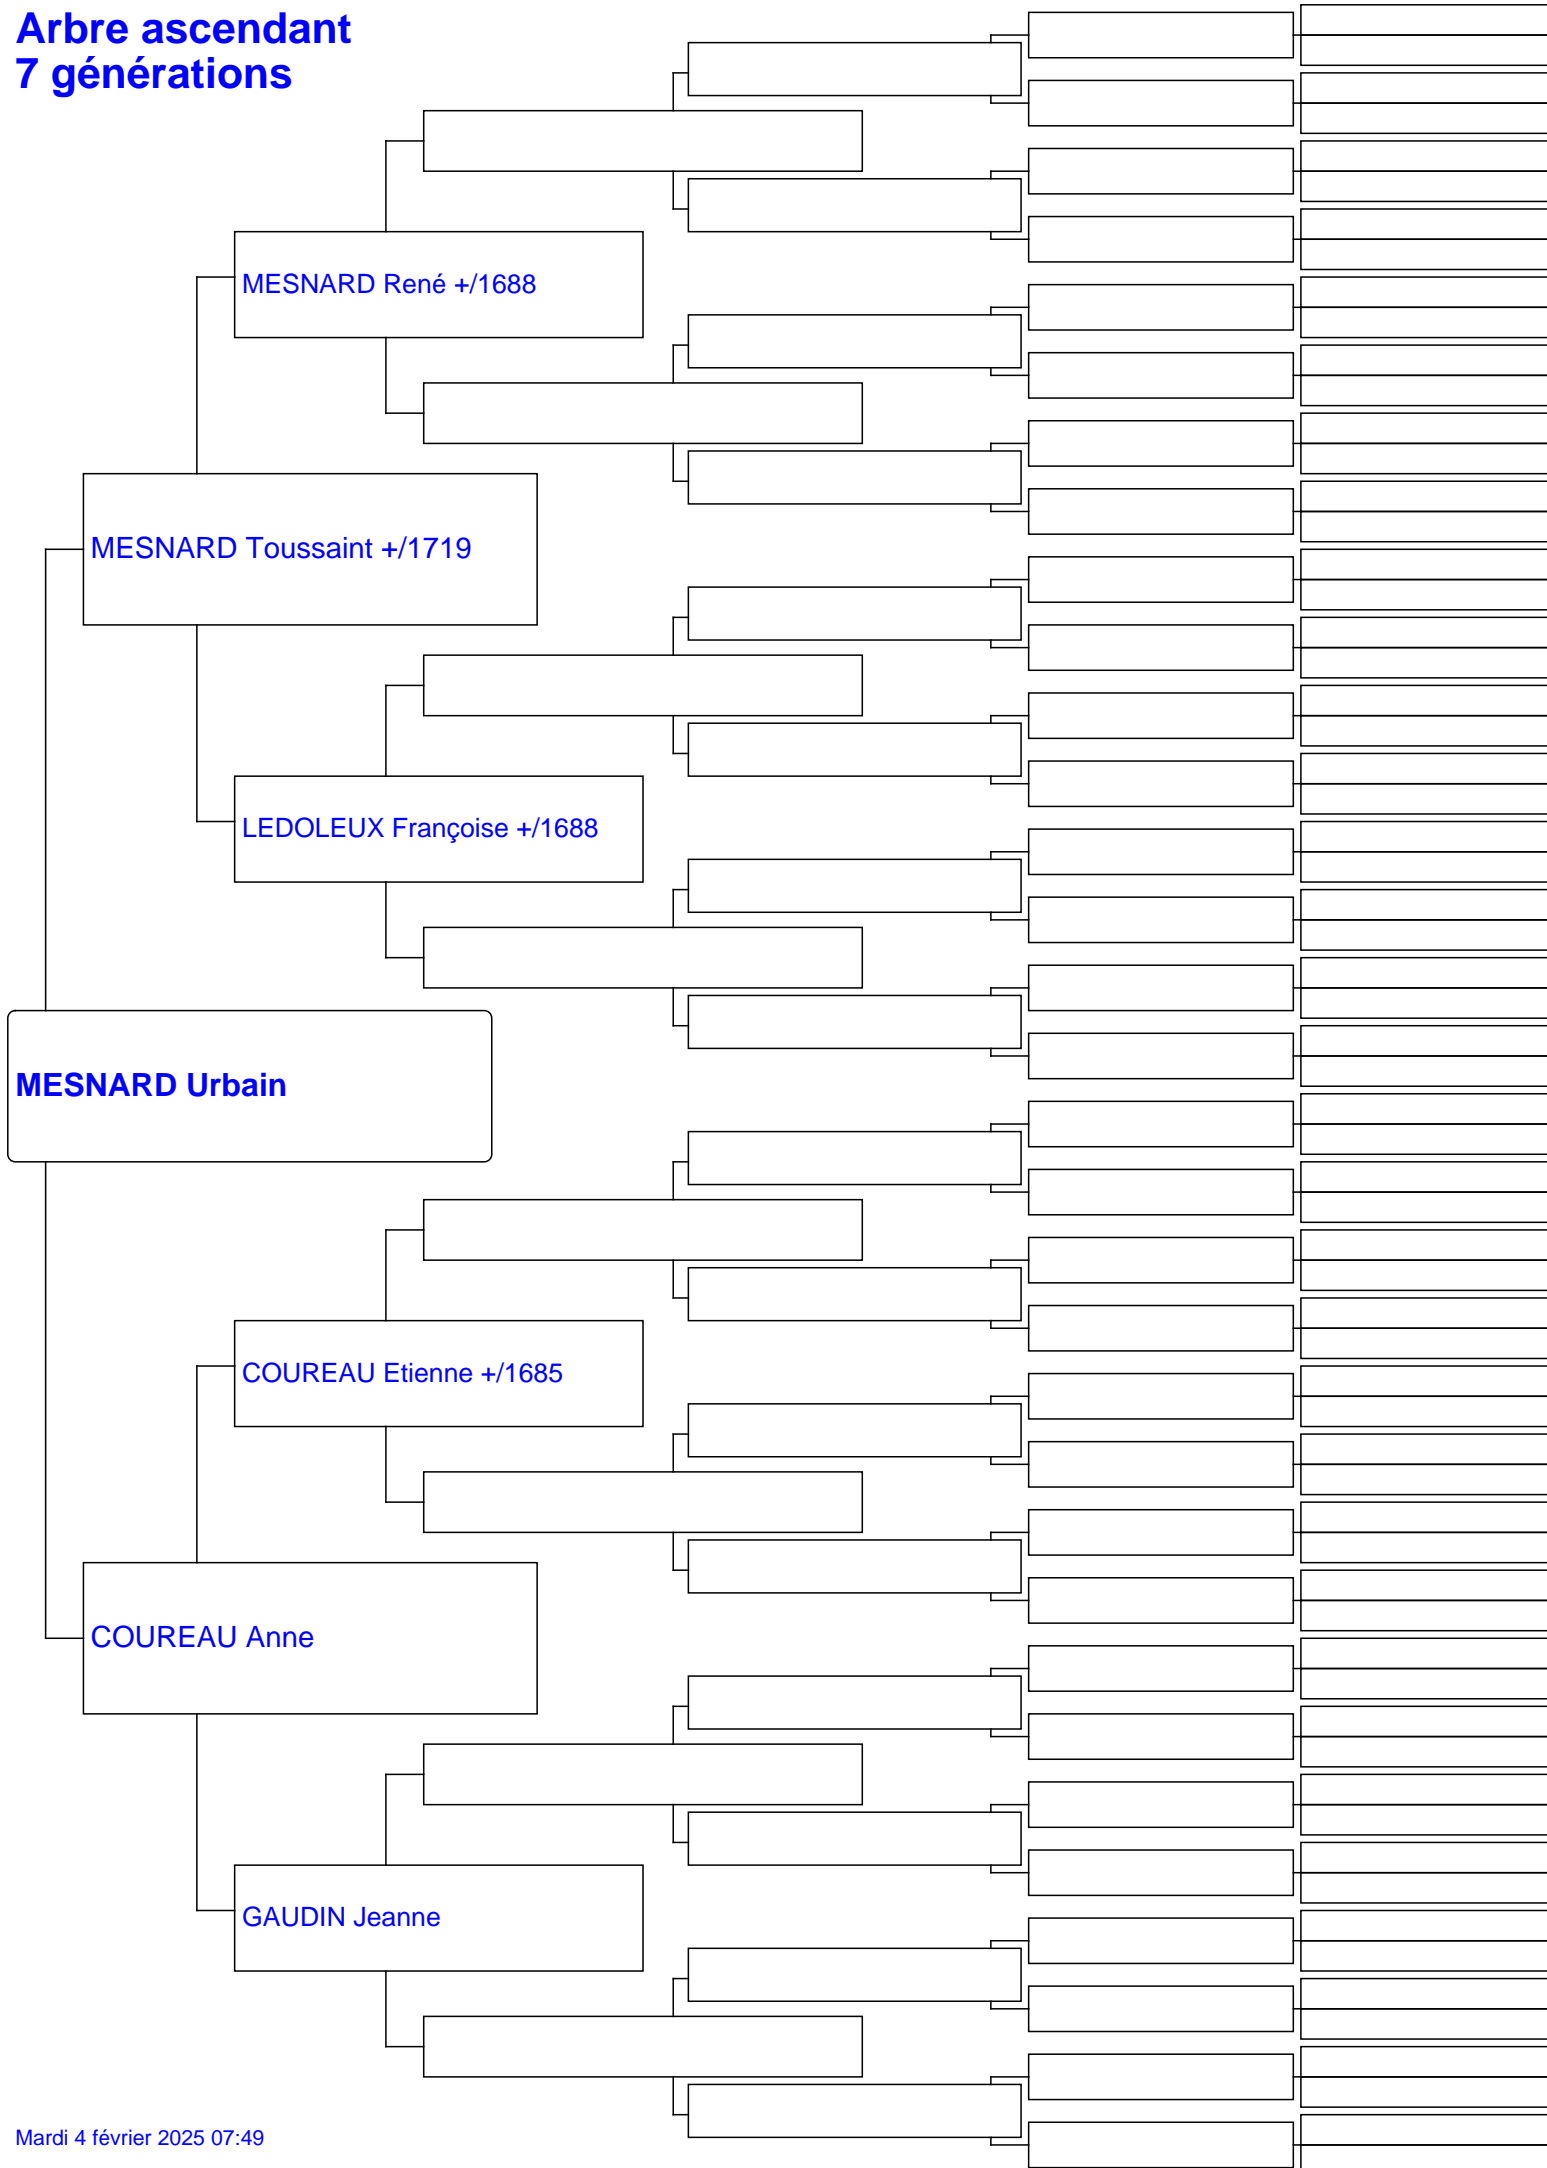 Arbre ascendant
7 générations
MESNARD René +/1688
MESNARD Toussaint +/1719
LEDOLEUX Françoise +/1688
MESNARD Urbain
COUREAU Etienne +/1685
COUREAU Anne
GAUDIN Jeanne
Mardi 4 février 2025 07:49